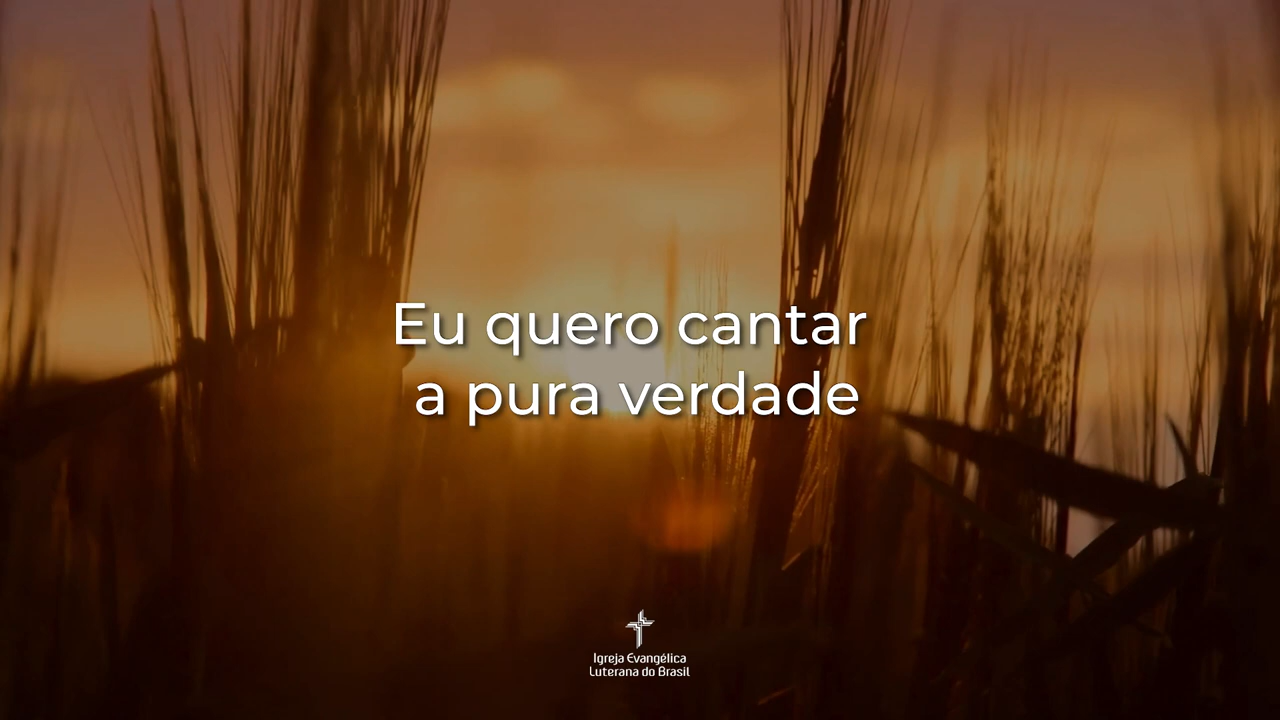 Eu quero cantar
a pura verdade
Igreja Evangélica
Luterana do Brasil